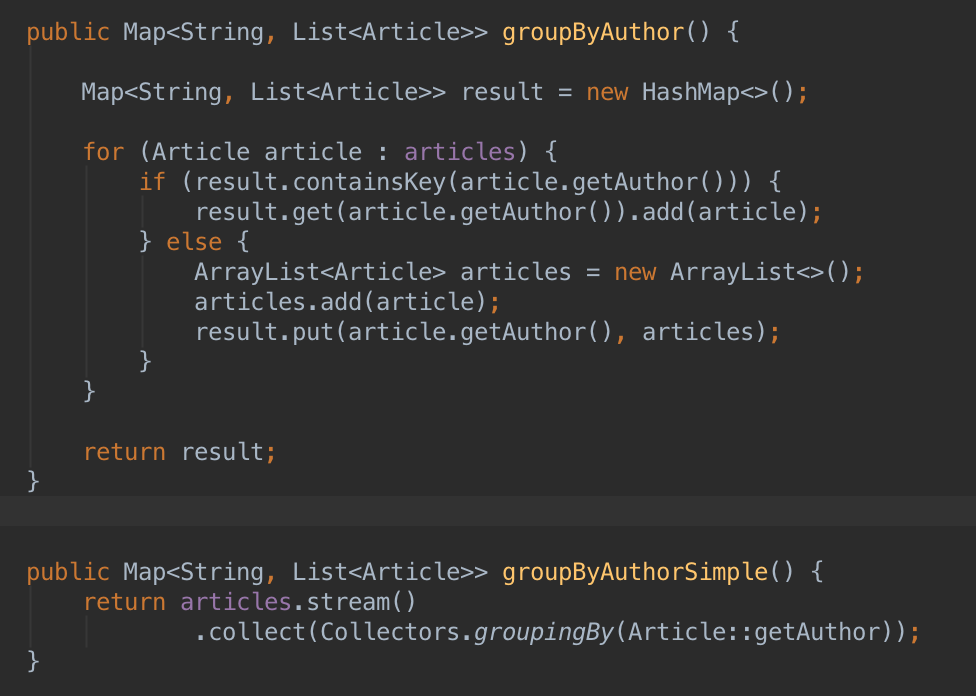 public Map<String, List<Article>> groupByAuthor() {
Map<String, List<Article>> result = new HashMap<>();
for (Article article : articles) {
if (result.containsKey(article.getAuthor())) {
result.get(article.getAuthor()).add(article);
} else {
ArrayList<Article> articles = new ArrayList<>();
articles.add(article);
result.put(article.getAuthor(), articles);
}
}
return result;
}
public Map<String, List<Article>> groupByAuthorSimple() {
return articles.stream()
.collect(Collectors.groupingBy(Article::getAuthor));
}